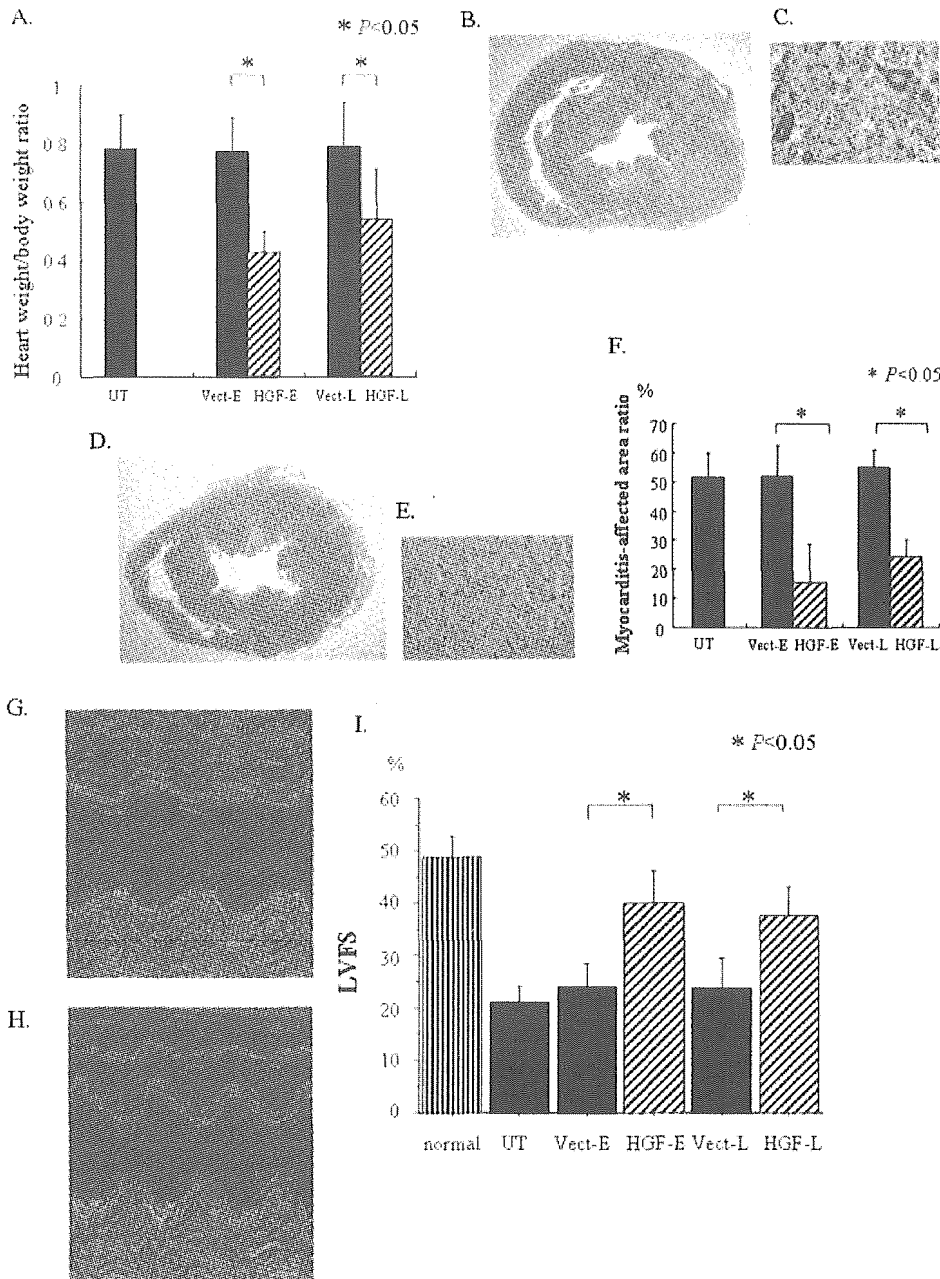 A.
* P<0.05
* *
Heart weight/body weight ratio
1
0.8
0.6
0.4
0.2
0
UT Vect-E HGF-E Vect-L HGF-L
B.
C.
D.
E.
F.
* P<0.05
%
* *
Myocarditis-affected area ratio
70
60
50
40
30
20
10
0
UT Vect-E HGF-E Vect-L HGF-L
G.
H.
I.
* P<0.05
%
* *
LVFS
60
50
40
30
20
10
0
normal UT Vect-E HGF-E Vect-L HGF-L